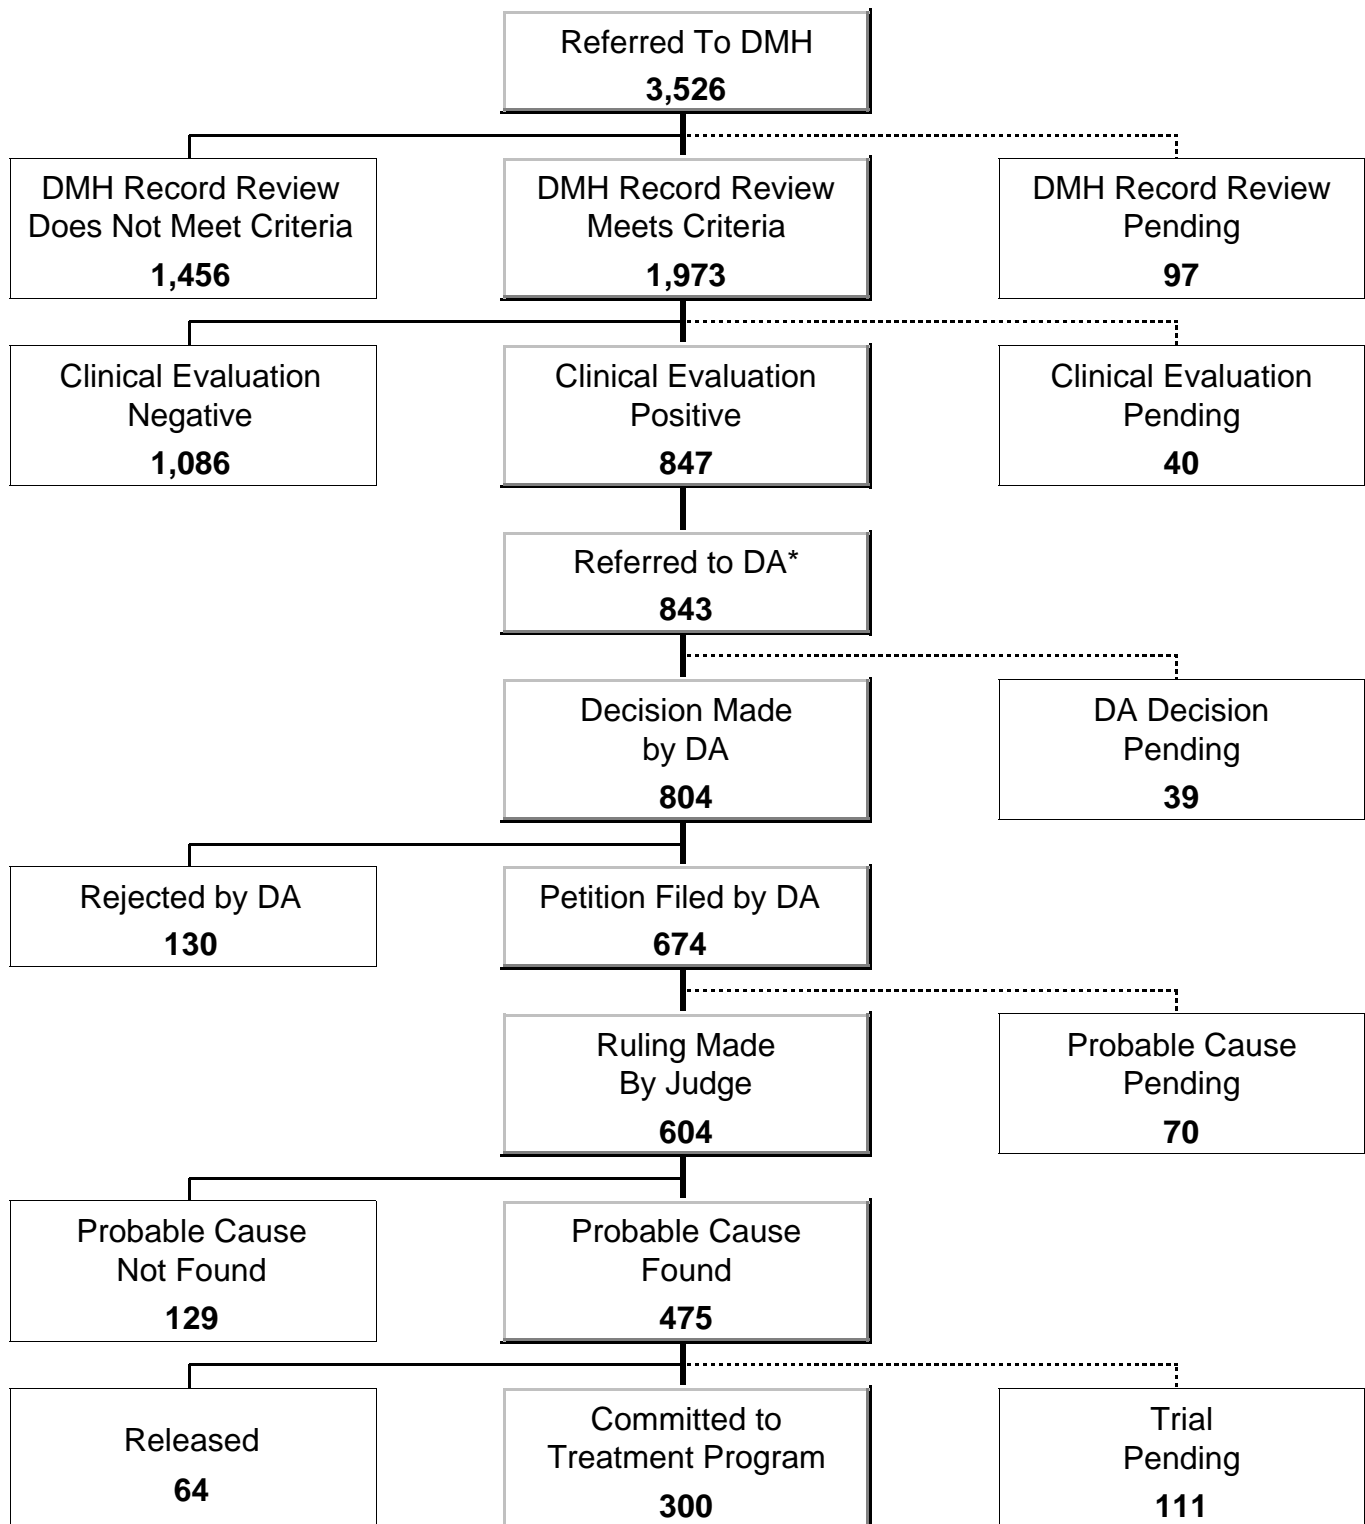 Referred To DMH
3,526
DMH Record Review
Does Not Meet Criteria
1,456
DMH Record Review
Meets Criteria
1,973
DMH Record Review
Pending
97
Clinical Evaluation
Negative
1,086
Clinical Evaluation
Positive
847
Clinical Evaluation
Pending
40
Referred to DA*
843
Decision Made
by DA
804
DA Decision
Pending
39
Rejected by DA
130
Petition Filed by DA
674
Ruling Made
By Judge
604
Probable Cause
Pending
70
Probable Cause
Not Found
129
Probable Cause
Found
475
Released
64
Committed to
Treatment Program
300
Trial
Pending
111